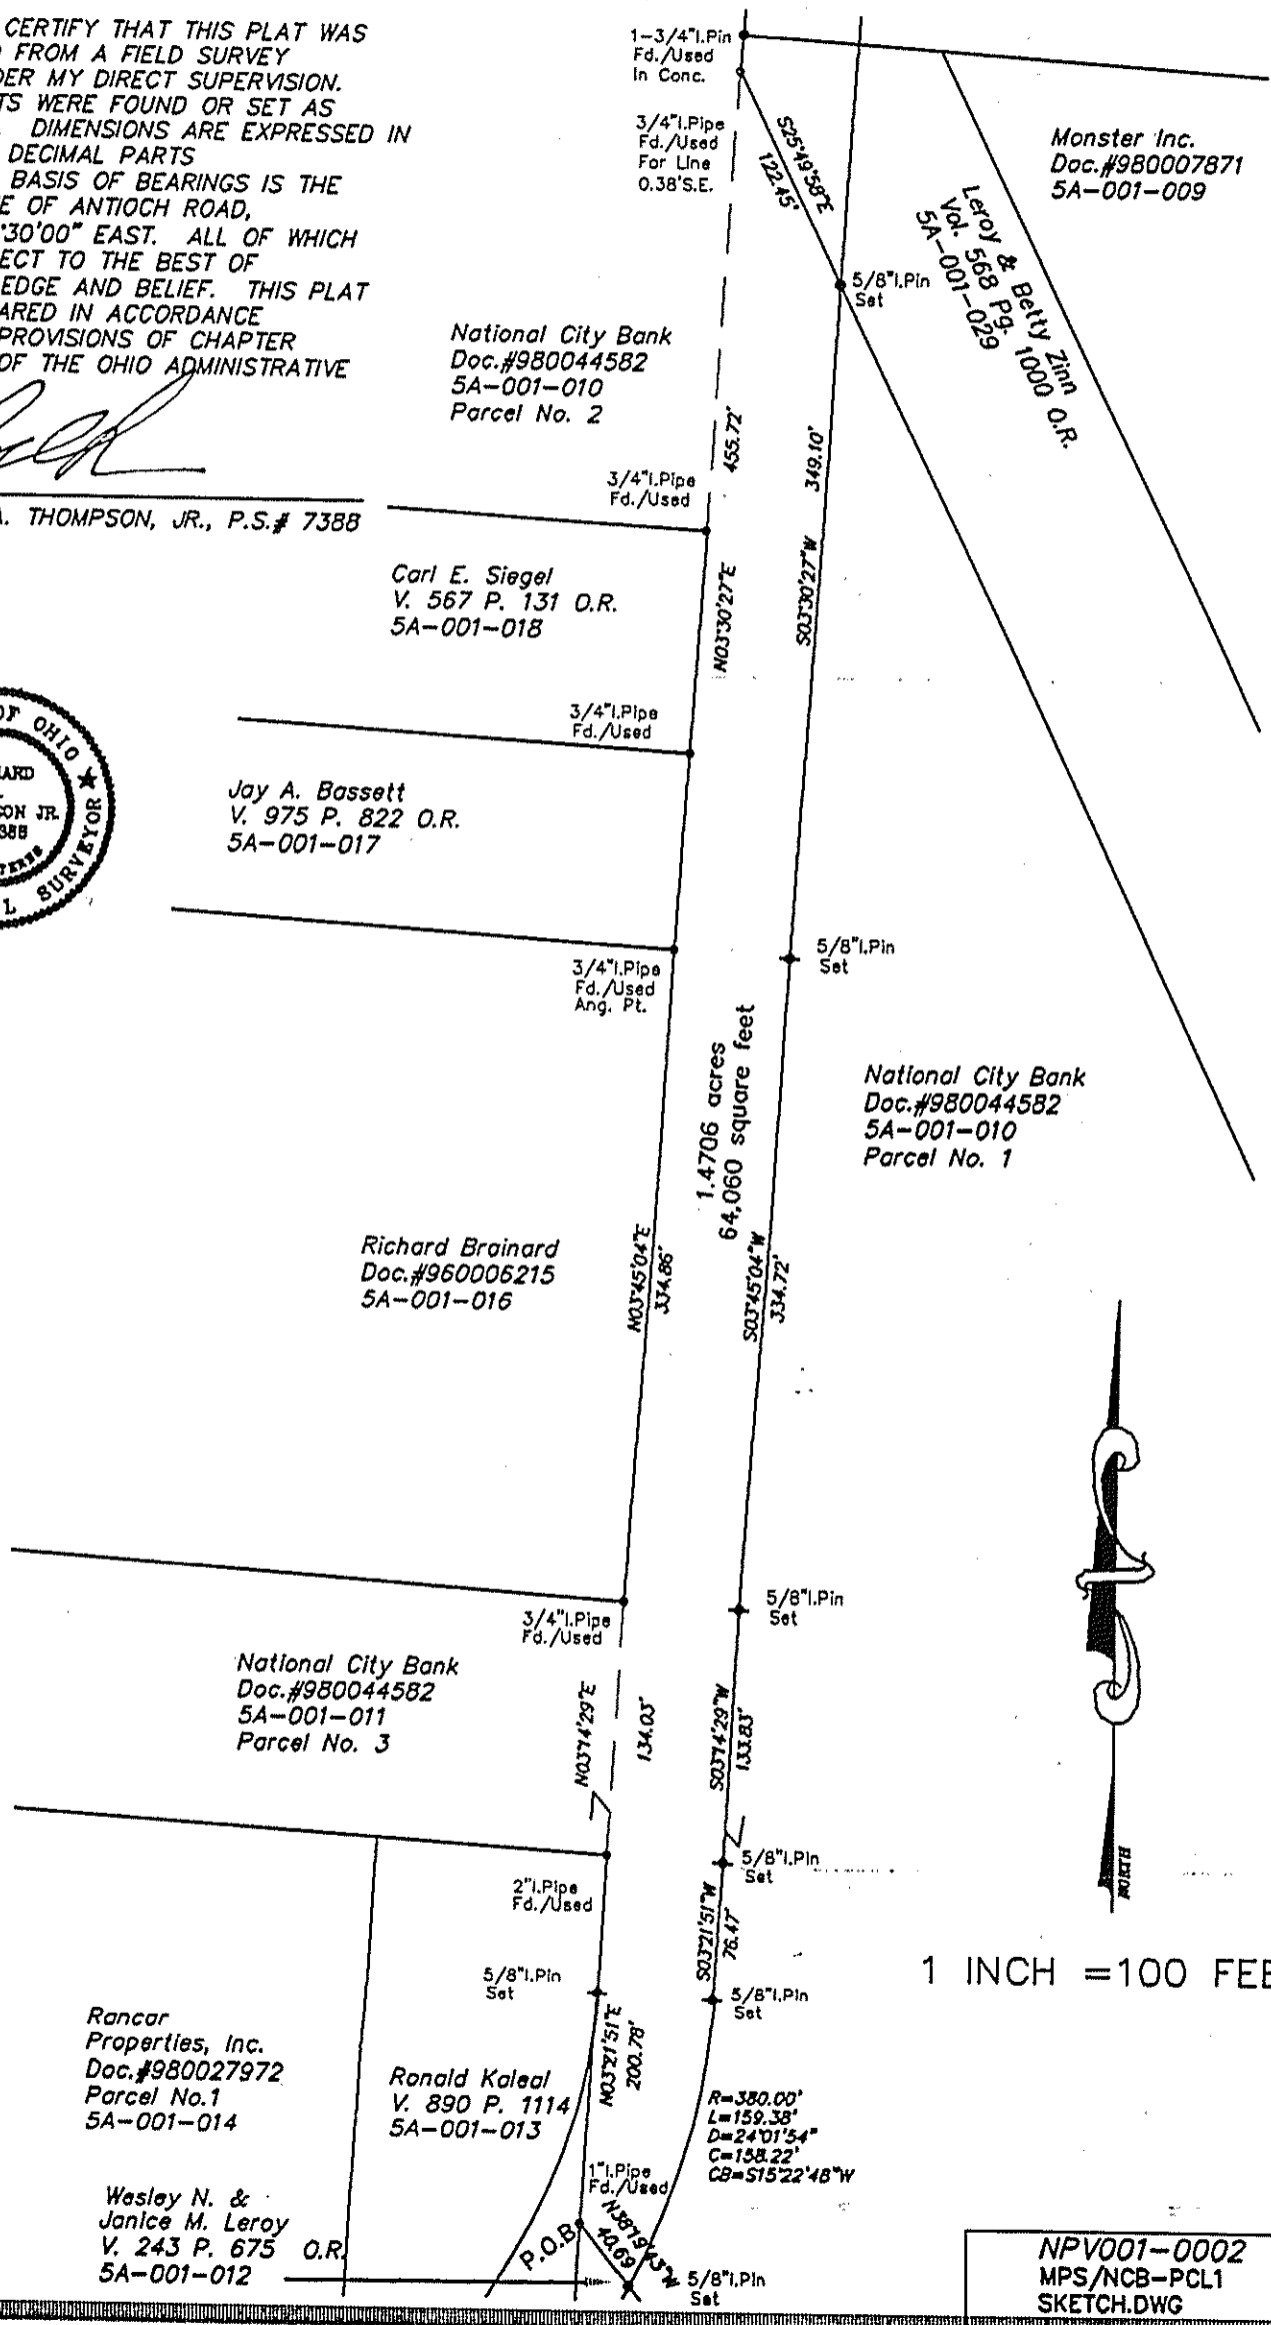 CERTIFY THAT THIS PLAT WAS
FROM A FIELD SURVEY
MY DIRECT SUPERVISION.
WERE FOUND OR SET AS
DIMENSIONS ARE EXPRESSED IN
DECIMAL PARTS
BASIS OF BEARINGS IS THE
OF ANTIOCH ROAD,
30'00" EAST. ALL OF WHICH
TO THE BEST OF
AND BELIEF. THIS PLAT
IN ACCORDANCE
PROVISIONS OF CHAPTER
OF THE OHIO ADMINISTRATIVE
A. THOMPSON, JR., P.S.# 7388
OF OHIO ★
JR.
SURVEYOR
1-3/4"I.Pin
Fd./Used
In Conc.
3/4"I.Pipe
Fd./Used
For Line
0.38'S.E.
S25°49'58"E
122.45'
Monster Inc.
Doc.#980007871
5A-001-009
Leroy & Betty Zinn
Vol. 568 Pg. 1000 O.R.
5A-001-029
5/8"I.Pin
Set
National City Bank
Doc.#980044582
5A-001-010
Parcel No. 2
455.72'
349.10'
3/4"I.Pipe
Fd./Used
Carl E. Siegel
V. 567 P. 131 O.R.
5A-001-018
N03°30'27"E
S03°30'27"W
3/4"I.Pipe
Fd./Used
Jay A. Bassett
V. 975 P. 822 O.R.
5A-001-017
3/4"I.Pipe
Fd./Used
Ang. Pt.
5/8"I.Pin
Set
1.4706 acres
64,060 square feet
National City Bank
Doc.#980044582
5A-001-010
Parcel No. 1
Richard Brainard
Doc.#960006215
5A-001-016
N03°45'04"E
334.86'
S03°45'04"W
334.72'
3/4"I.Pipe
Fd./Used
5/8"I.Pin
Set
National City Bank
Doc.#980044582
5A-001-011
Parcel No. 3
N03°14'29"E
134.03'
S03°14'29"W
133.83'
NORTH
2"I.Pipe
Fd./Used
5/8"I.Pin
Set
S03°21'51"W
76.47'
5/8"I.Pin
Set
5/8"I.Pin
Set
1 INCH =100 FEE
Rancar
Properties, Inc.
Doc.#980027972
Parcel No.1
5A-001-014
Ronald Kaleal
V. 890 P. 1114
5A-001-013
N03°21'51"E
200.78'
R=380.00'
L=159.38'
D=24°01'54"
C=158.22'
CB=S15°22'48"W
1"I.Pipe
Fd./Used
Wesley N. &
Janice M. Leroy
V. 243 P. 675 O.R.
5A-001-012
P.O.B.
N38°19'43"W
40.69'
5/8"I.Pin
Set
NPV001-0002
MPS/NCB-PCL1
SKETCH.DWG